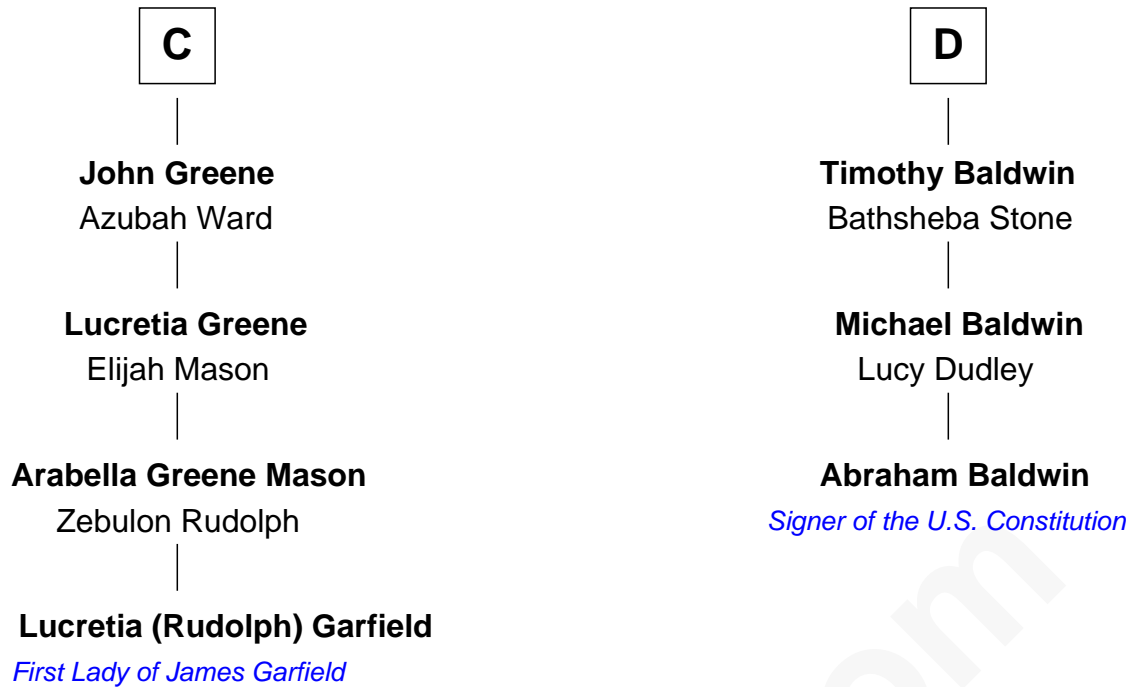 C
John Greene
Azubah Ward
Lucretia Greene
Elijah Mason
Arabella Greene Mason
Zebulon Rudolph
Lucretia (Rudolph) Garfield
First Lady of James Garfield
D
Timothy Baldwin
Bathsheba Stone
Michael Baldwin
Lucy Dudley
Abraham Baldwin
Signer of the U.S. Constitution
om